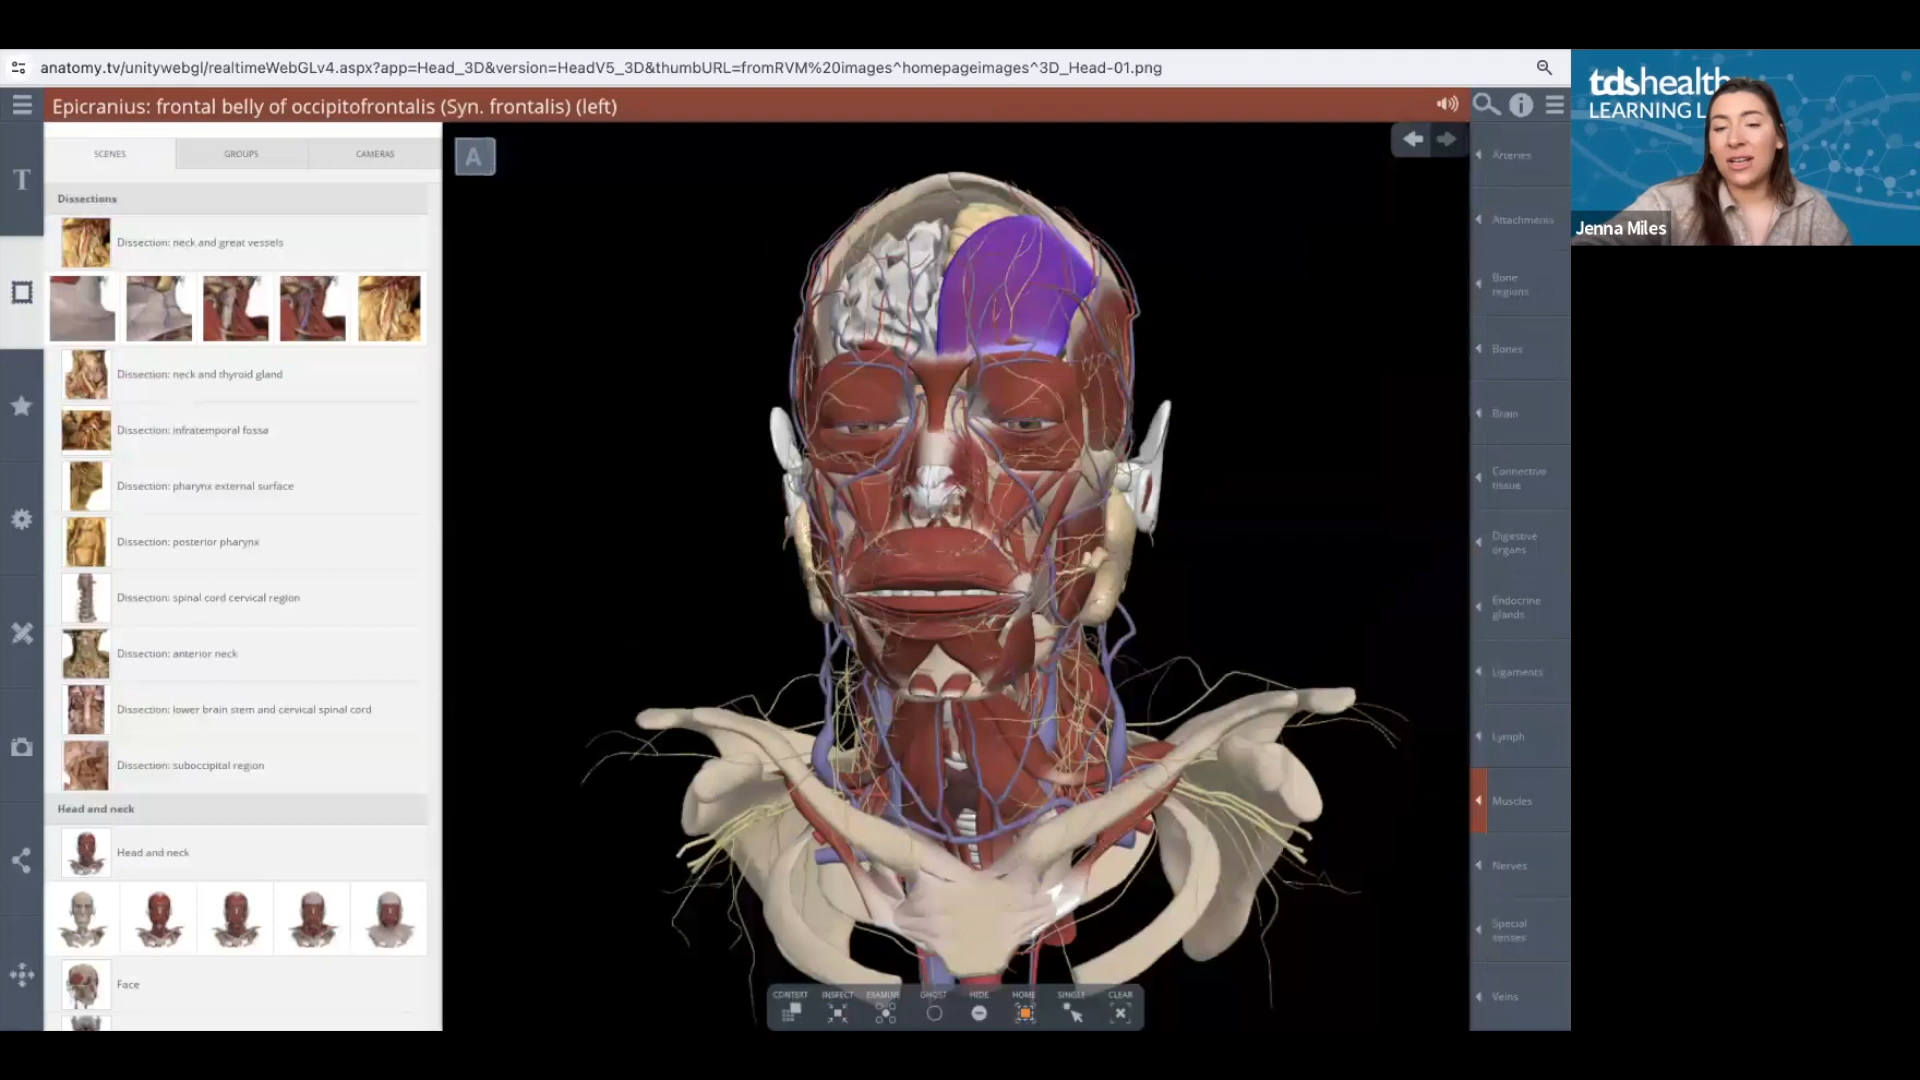 anatomy.tv/unitywebgl/realtimeWebGLv4.aspx?app=Head_3D&version=HeadV5_3D&thumbURL=fromRVM%20images^homepageimages^3D_Head-01.png
Epicranius: frontal belly of occipitofrontalis (Syn. frontalis) (left)
SCENES
GROUPS
CAMERAS
T
A
Dissections
Dissection: neck and great vessels
Dissection: neck and thyroid gland
Dissection: infratemporal fossa
Dissection: pharynx external surface
Dissection: posterior pharynx
Dissection: spinal cord cervical region
Dissection: anterior neck
Dissection: lower brain stem and cervical spinal cord
Dissection: suboccipital region
Head and neck
Head and neck
Face
CONTEXT
INSPECT
EXAMINE
GHOST
HIDE
HOME
SINGLE
CLEAR
Arteries
Attachments
Bone
regions
Bones
Brain
Connective
tissue
Digestive
organs
Endocrine
glands
Ligaments
Lymph
Muscles
Nerves
Special
senses
Veins
tdshealth
LEARNING L
Jenna Miles